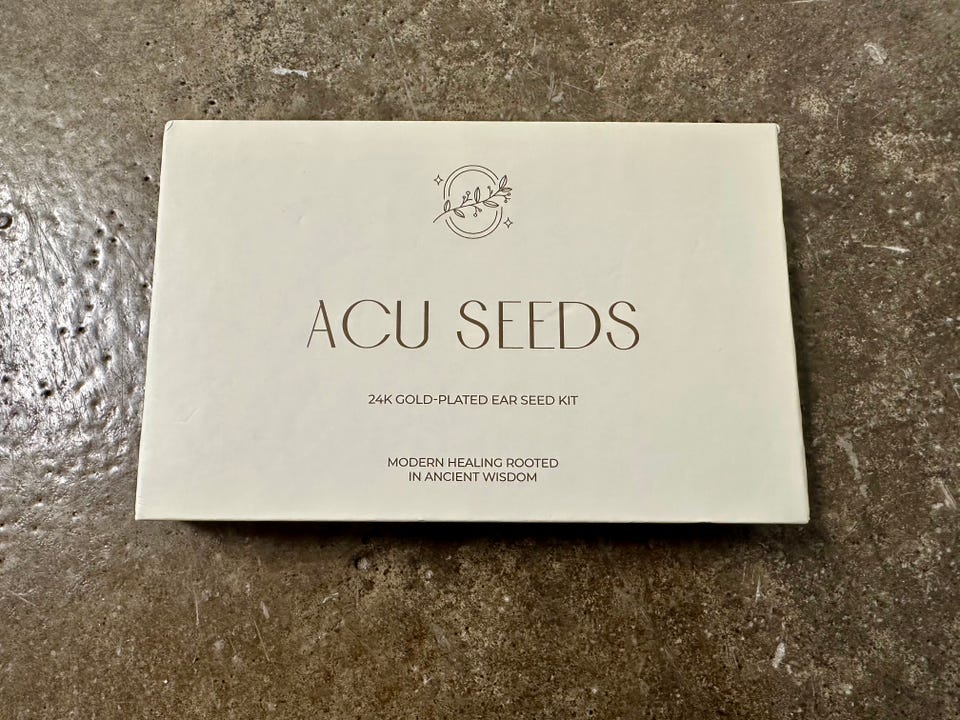 ACU SEEDS
24K GOLD-PLATED EAR SEED KIT
MODERN HEALING ROOTED
IN ANCIENT WISDOM